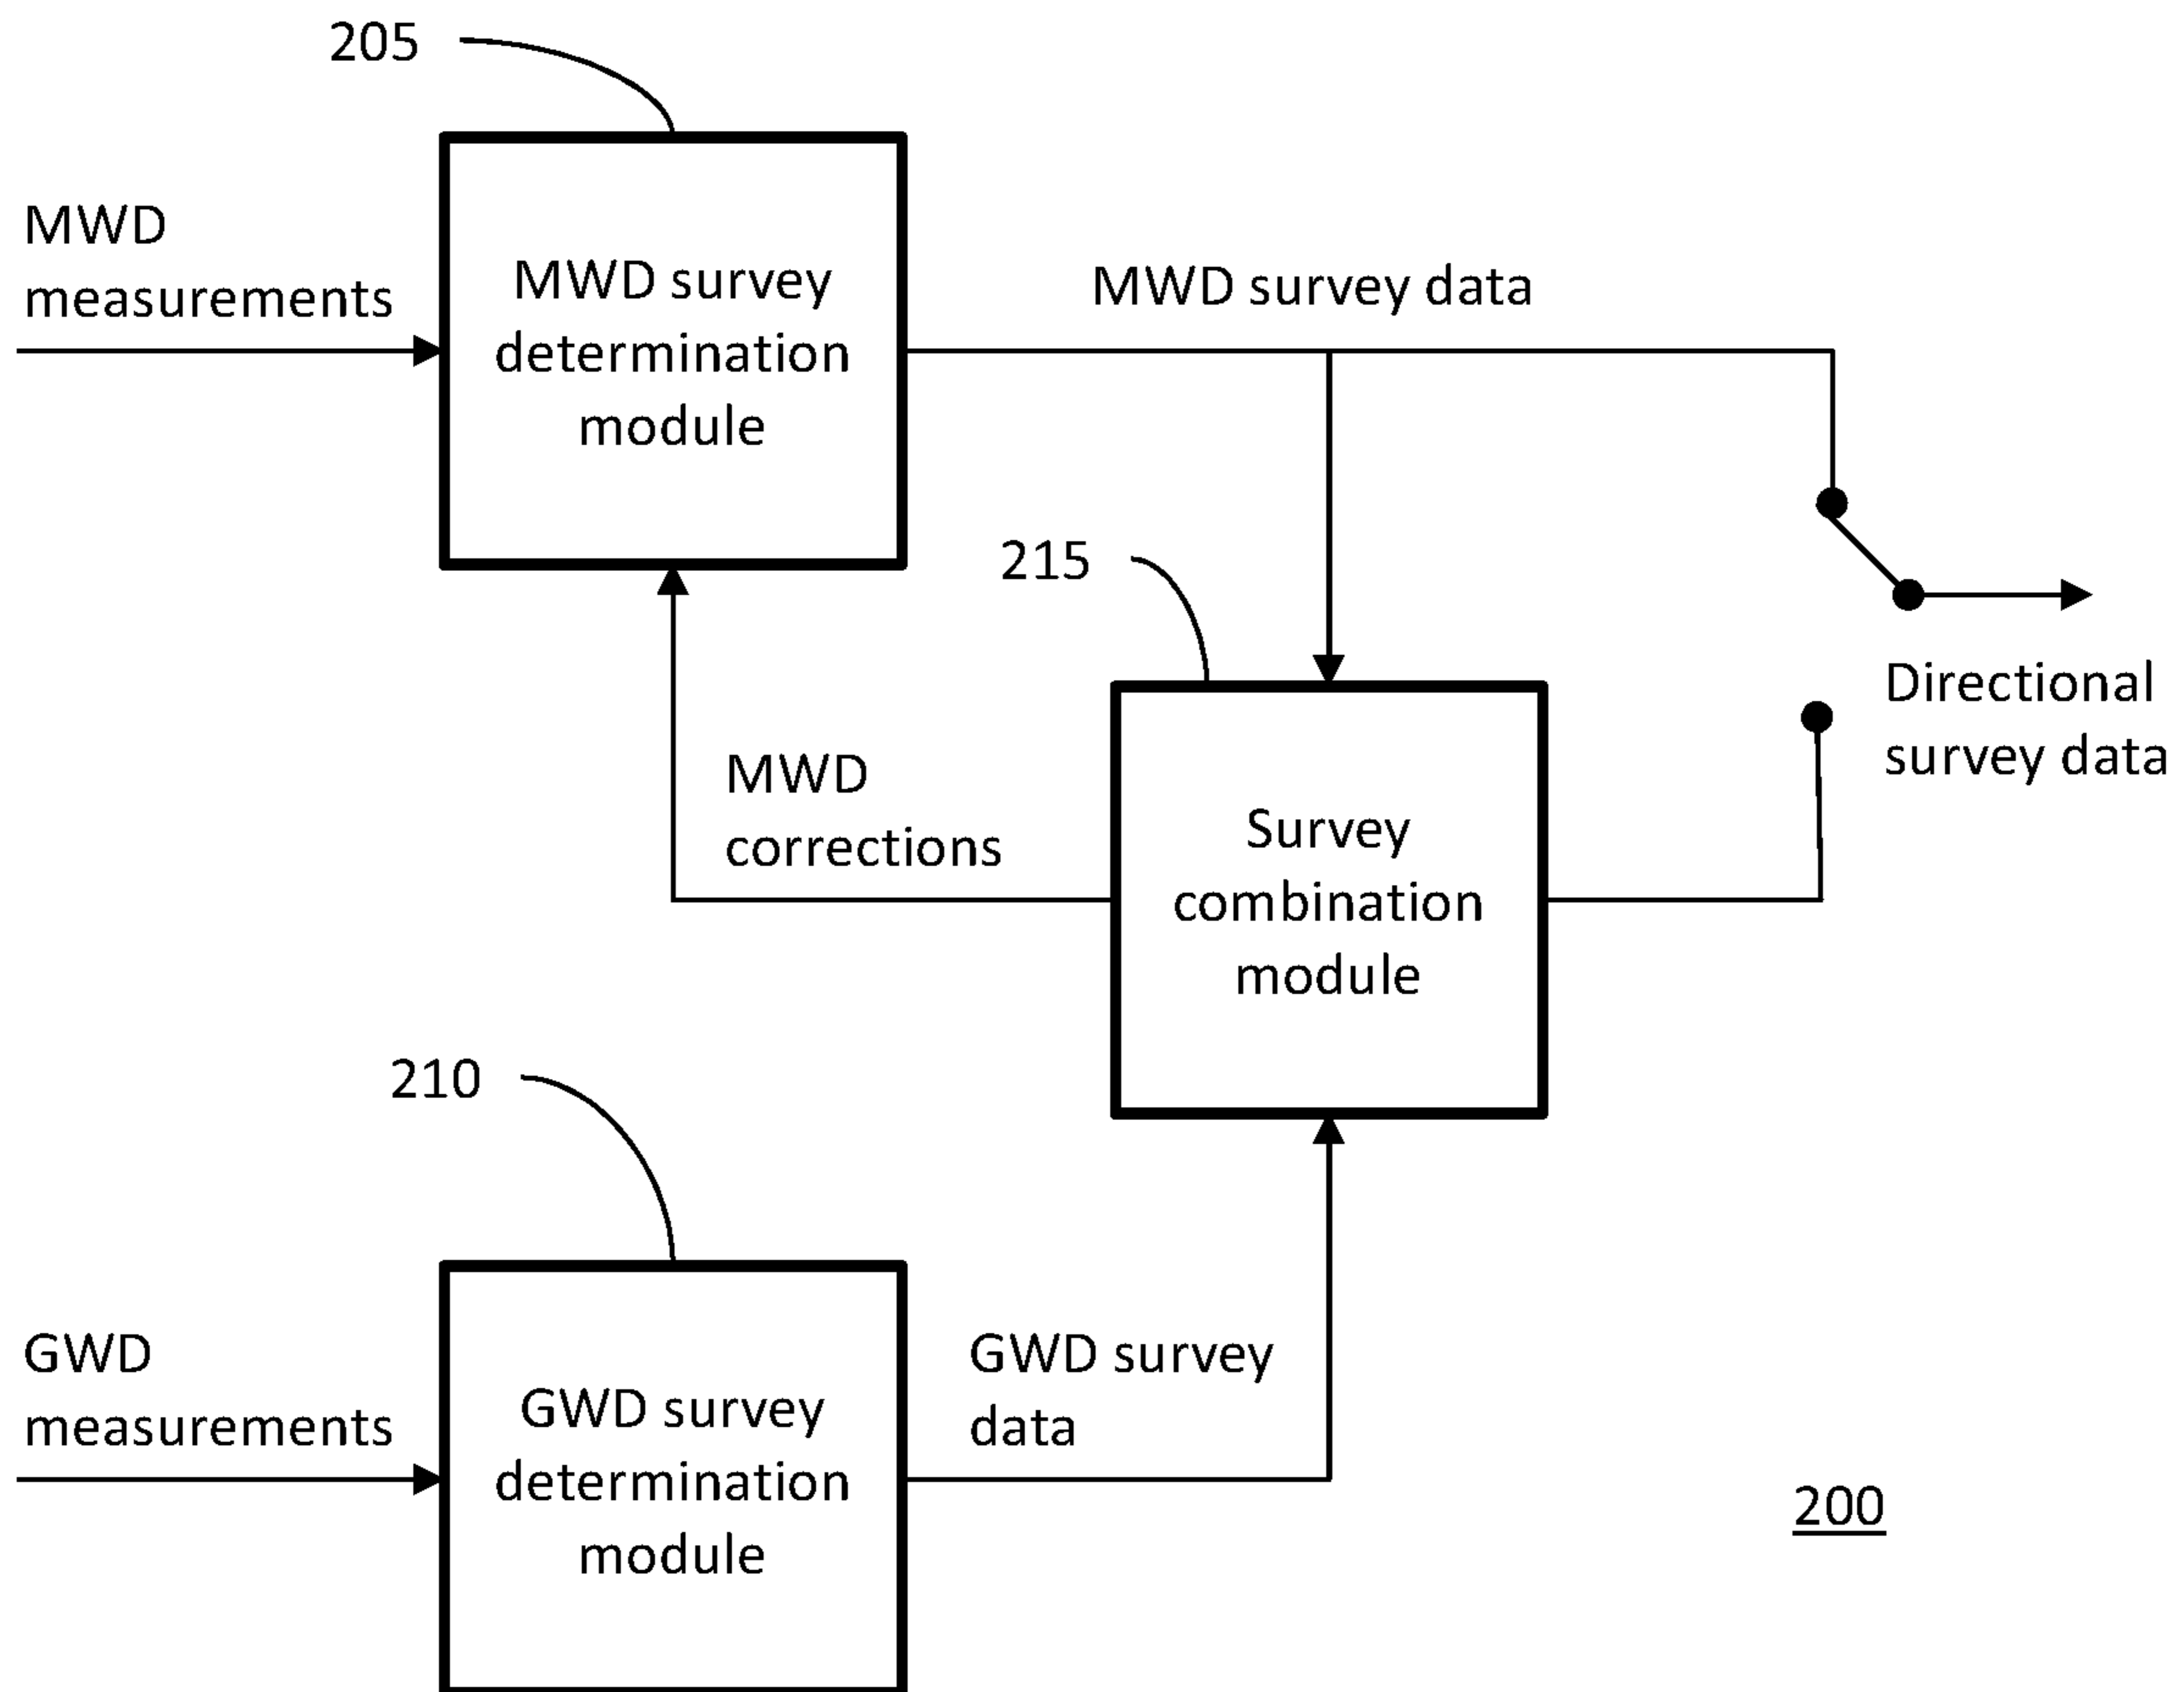 205
MWD
measurements
MWD survey
determination
module
MWD survey data
215
Directional
survey data
MWD
corrections
Survey
combination
module
210
GWD
measurements
GWD survey
determination
module
GWD survey
data
200